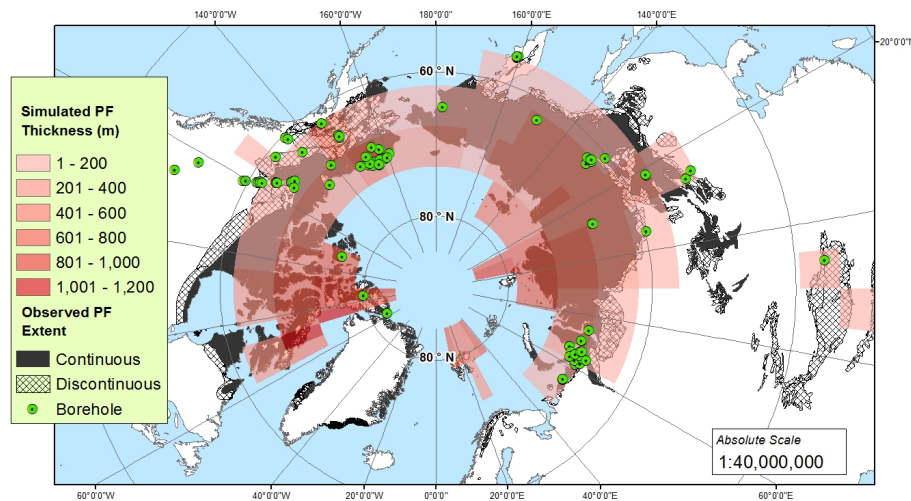 140°0'0"W
160°0'0"W
180°0'0"
160°0'0"E
140°0'0"E
20°0'0"N
60° N
Simulated PF
Thickness (m)
1 - 200
201 - 400
401 - 600
601 - 800
801 - 1,000
1,001 - 1,200
Observed PF
Extent
Continuous
Discontinuous
Borehole
80° N
80° N
Absolute Scale
1:40,000,000
60°0'0"W
40°0'0"W
20°0'0"W
0°0'0"
20°0'0"E
40°0'0"E
60°0'0"E